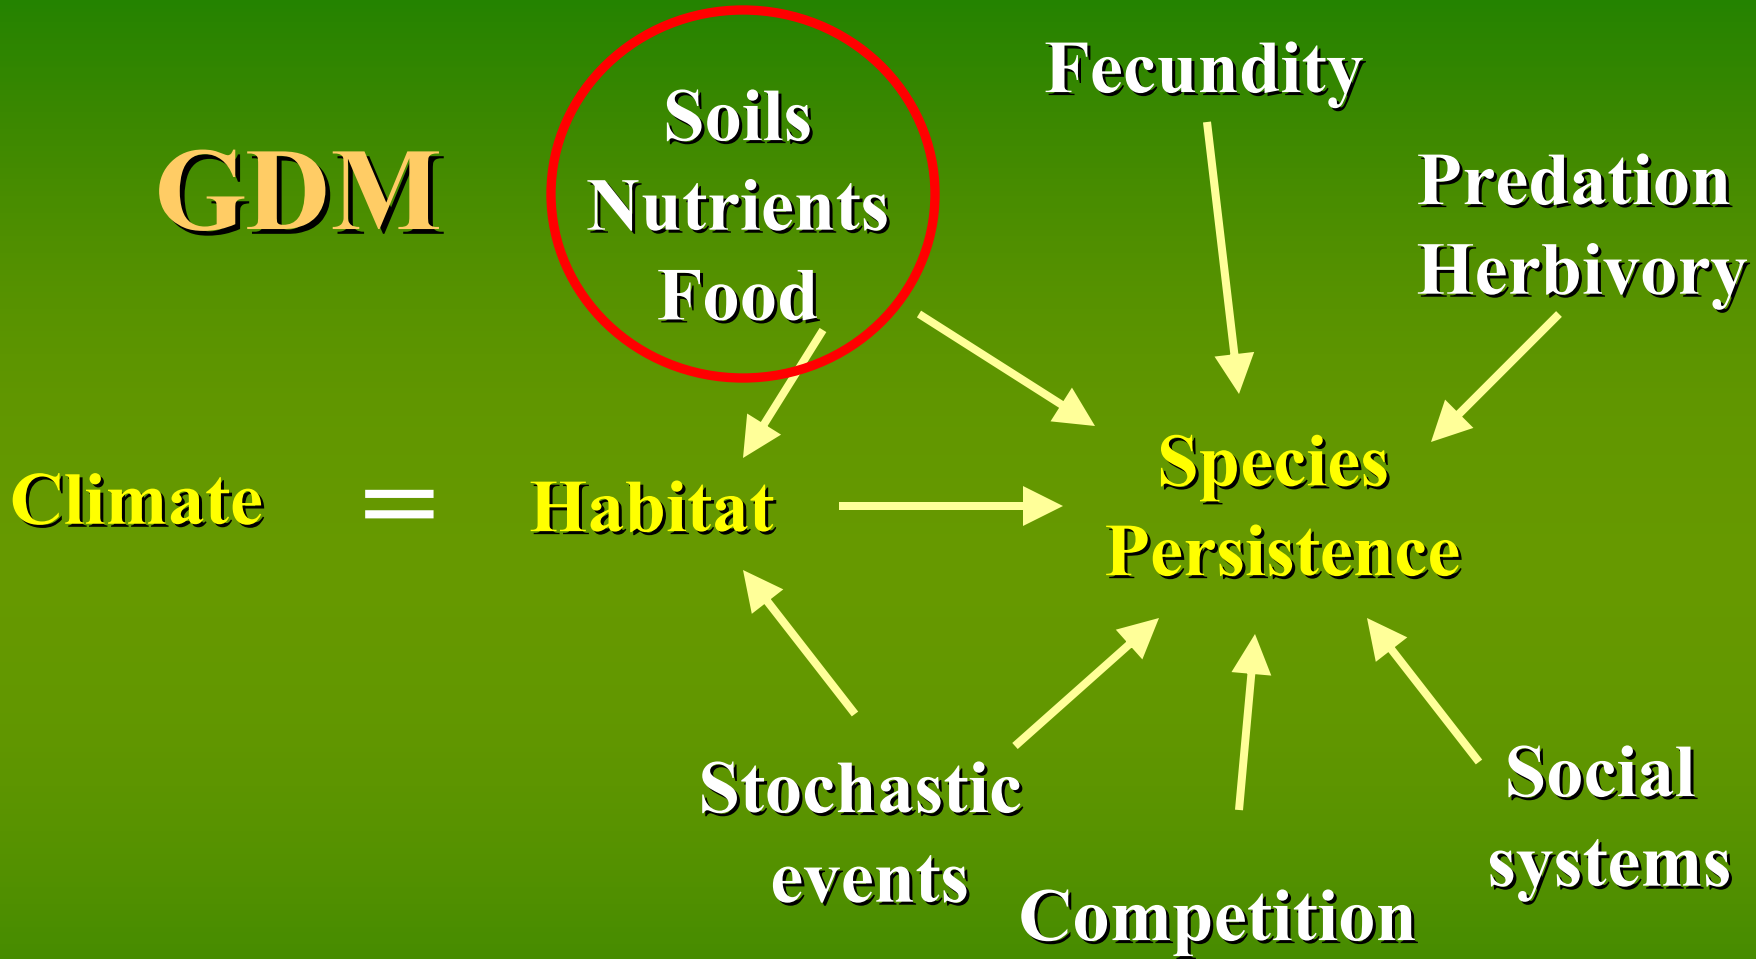 GDM
Soils
Nutrients
Food
Fecundity
Predation
Herbivory
Climate = Habitat
Species
Persistence
Stochastic
events
Competition
Social
systems